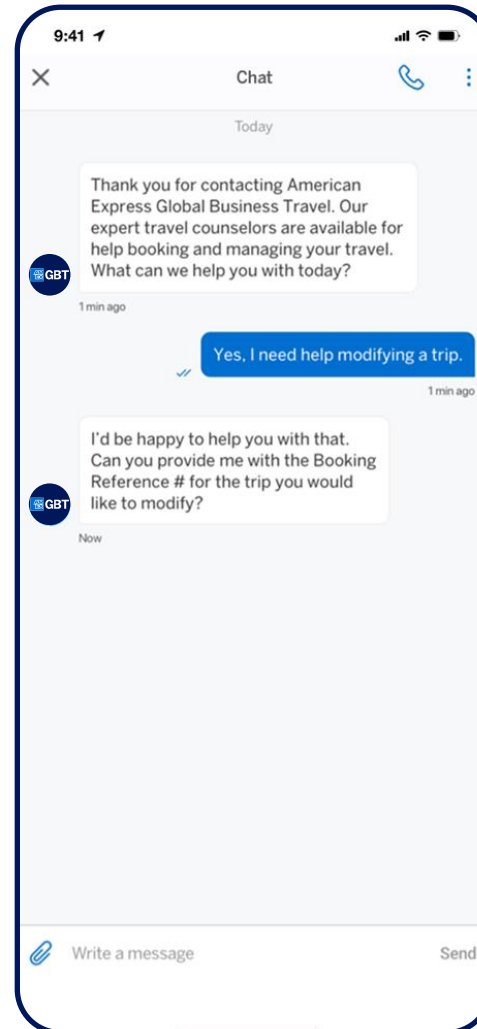 9:41
Chat
Today
Thank you for contacting American
Express Global Business Travel. Our
expert travel counselors are available for
help booking and managing your travel.
What can we help you with today?
GBT
1 min ago
Yes, I need help modifying a trip.
1 min ago
I'd be happy to help you with that.
Can you provide me with the Booking
Reference # for the trip you would
like to modify?
GBT
Now
Write a message
Send